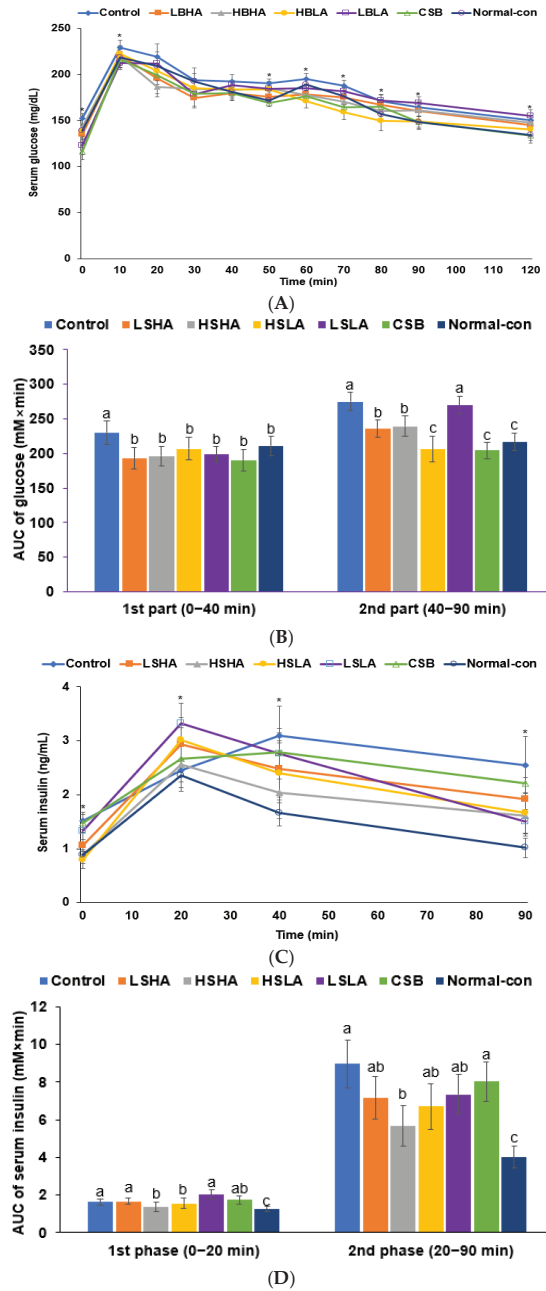 Control LBHA HBHA HBLA LBLA CSB Normal-con
Serum glucose (mg/dL)
250
200
150
100
50
0
* * * * * * * *
0 10 20 30 40 50 60 70 80 90 100 110 120
Time (min)
(A)
Control LSHA HSHA HSLA LSLA CSB Normal-con
AUC of glucose (mM×min)
350
300
250
200
150
100
50
0
a b b b b b b
a b b c a c c
1st part (0−40 min) 2nd part (40−90 min)
(B)
Control LSHA HSHA HSLA LSLA CSB Normal-con
Serum insulin (ng/mL)
4
3
2
1
0
* * * *
0 10 20 30 40 50 60 70 80 90
Time (min)
(C)
Control LSHA HSHA HSLA LSLA CSB Normal-con
AUC of serum insulin (mM×min)
12
10
8
6
4
2
0
a a b b a ab c
a ab b ab ab a c
1st phase (0−20 min) 2nd phase (20−90 min)
(D)